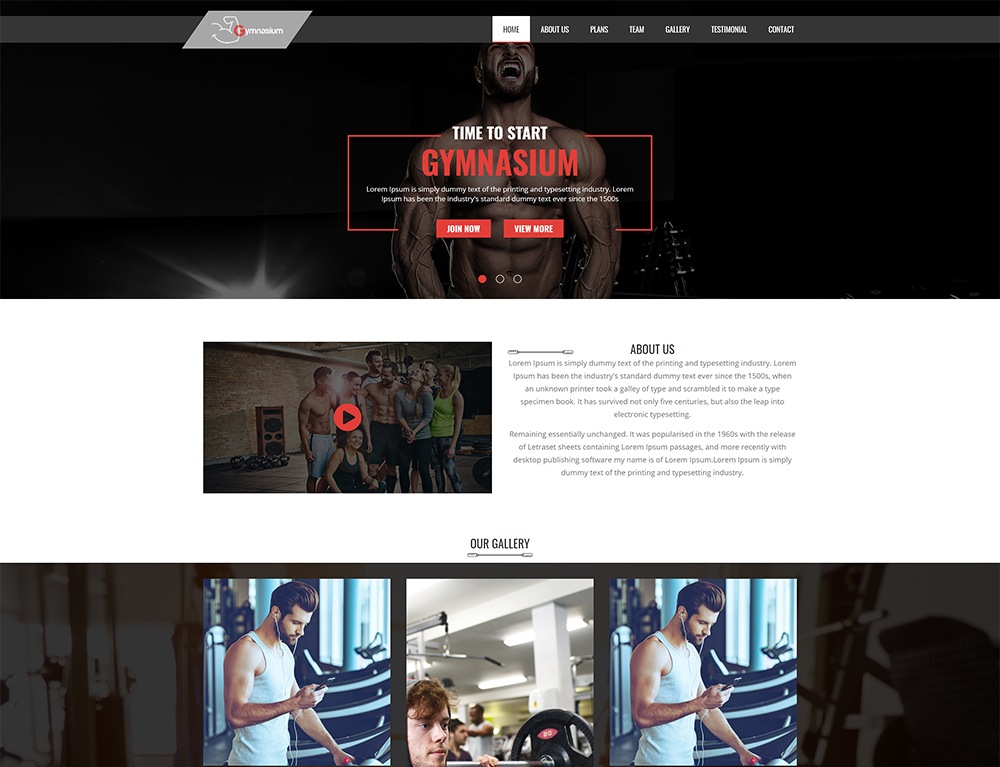 Gymnasium
HOME ABOUT US PLANS TEAM GALLERY TESTIMONIAL CONTACT
TIME TO START
GYMNASIUM
Lorem Ipsum is simply dummy text of the printing and typesetting industry. Lorem
Ipsum has been the industry's standard dummy text ever since the 1500s
JOIN NOW VIEW MORE
ABOUT US
Lorem Ipsum is simply dummy text of the printing and typesetting industry. Lorem
Ipsum has been the industry's standard dummy text ever since the 1500s, when
an unknown printer took a galley of type and scrambled it to make a type
specimen book. It has survived not only five centuries, but also the leap into
electronic typesetting.
Remaining essentially unchanged. It was popularised in the 1960s with the release
of Letraset sheets containing Lorem Ipsum passages, and more recently with
desktop publishing software my name is of Lorem Ipsum.Lorem Ipsum is simply
dummy text of the printing and typesetting industry.
OUR GALLERY
20